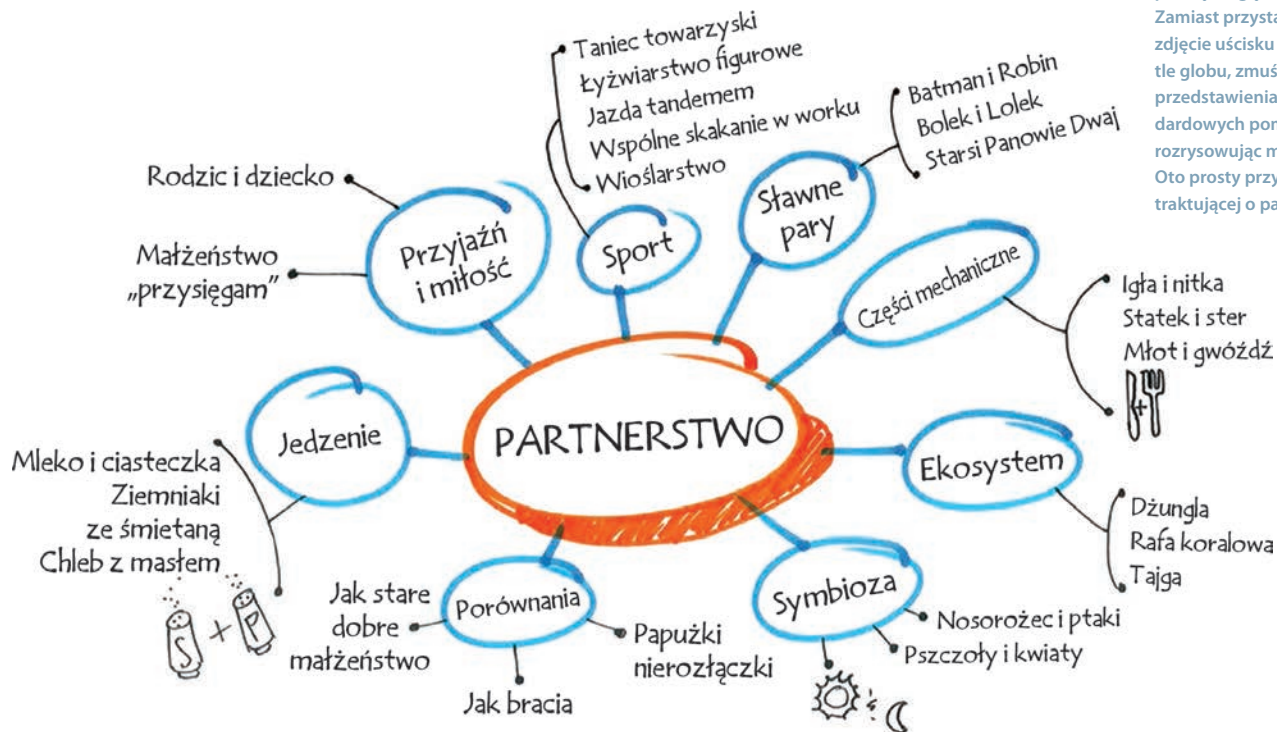 Zamiast przysta
zdjęcie uścisku
tle globu, zmuś
przedstawienia
dardowych pom
rozrysowując m
Oto prosty przy
traktującej o pa
Taniec towarzyski
Łyżwiarstwo figurowe
Jazda tandemem
Wspólne skakanie w worku
Wioślarstwo
Batman i Robin
Bolek i Lolek
Starsi Panowie Dwaj
Rodzic i dziecko
Małżeństwo
„przysięgam”
Przyjaźń
i miłość
Sport
Sławne
pary
Części mechaniczne
Igła i nitka
Statek i ster
Młot i gwóźdź
+
PARTNERSTWO
Jedzenie
Mleko i ciasteczka
Ziemniaki
ze śmietaną
Chleb z masłem
S + P
Ekosystem
Dżungla
Rafa koralowa
Tajga
Porównania
Jak stare
dobre
małżeństwo
Jak bracia
Papużki
nierozłączki
Symbioza
Nosorożec i ptaki
Pszczoły i kwiaty